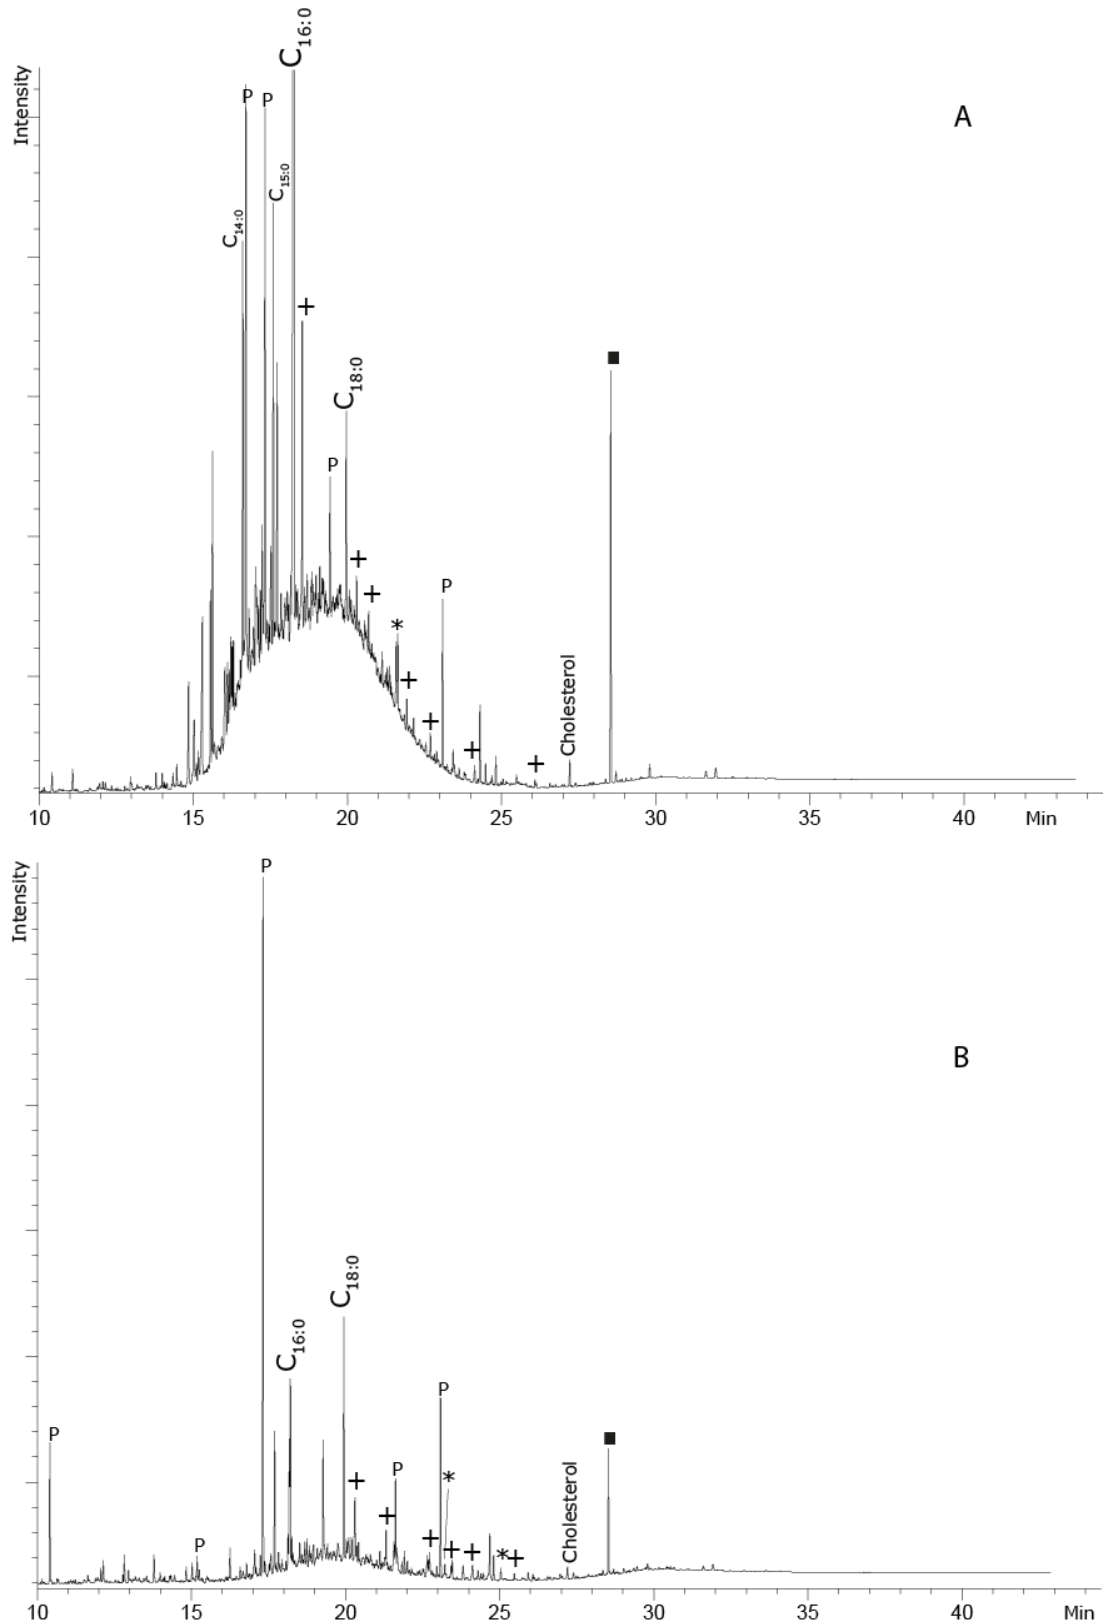 C16:0
Intensity
P P
A
C15:0
C14:0
+
■
C18:0
P
+
+
P
*
+
+
+
+
Cholesterol
10 15 20 25 30 35 40 Min
P
Intensity
B
C18:0
C16:0
P
P
■
+
P
*
+
+
+
+
*
+
P
Cholesterol
10 15 20 25 30 35 40 Min